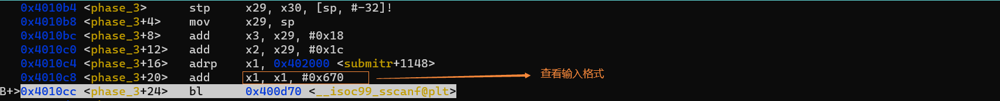 0x4010b4 <phase_3> stp x29, x30, [sp, #-32]!
0x4010b8 <phase_3+4> mov x29, sp
0x4010bc <phase_3+8> add x3, x29, #0x18
0x4010c0 <phase_3+12> add x2, x29, #0x1c
0x4010c4 <phase_3+16> adrp x1, 0x402000 <submitr+1148>
0x4010c8 <phase_3+20> add x1, x1, #0x670 查看输入格式
B+>0x4010cc <phase_3+24> bl 0x400d70 <__isoc99_sscanf@plt>